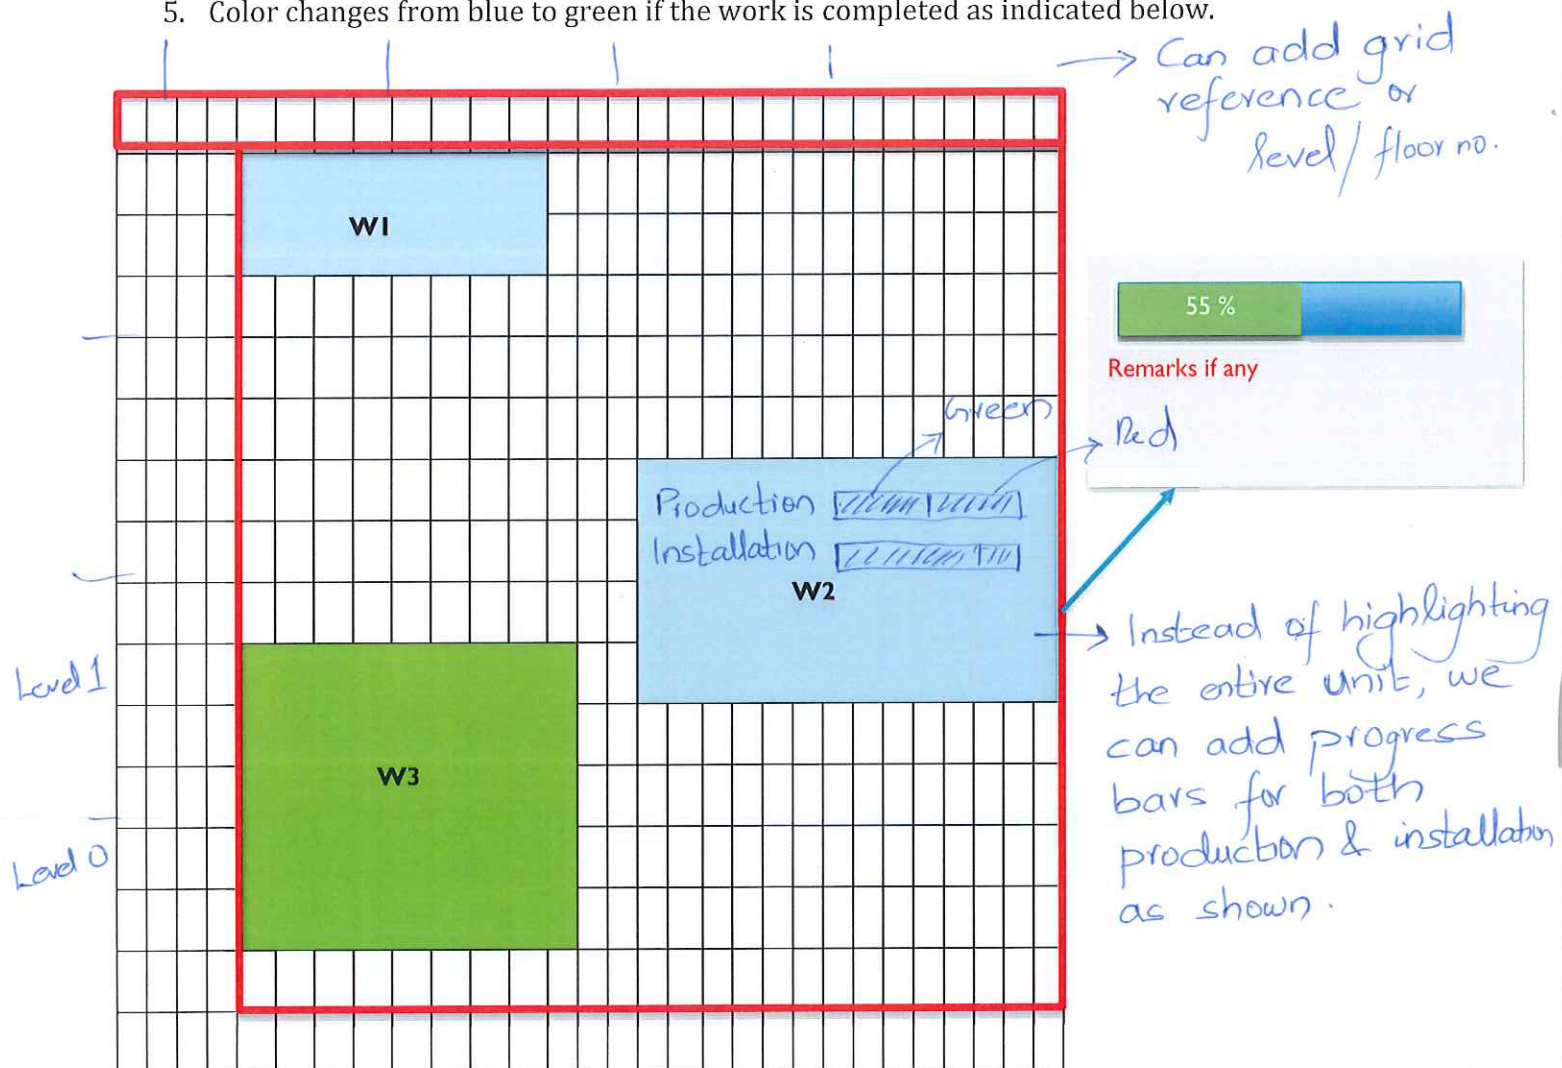 5. Color changes from blue to green if the work is completed as indicated below.
→ Can add grid
reference or
level/floor no.
W1
55 %
Remarks if any
Green
Red
Production
Installation
W2
→ Instead of highlighting
the entire unit, we
can add progress
bars for both
production & installation
as shown.
Level 1
W3
Level 0